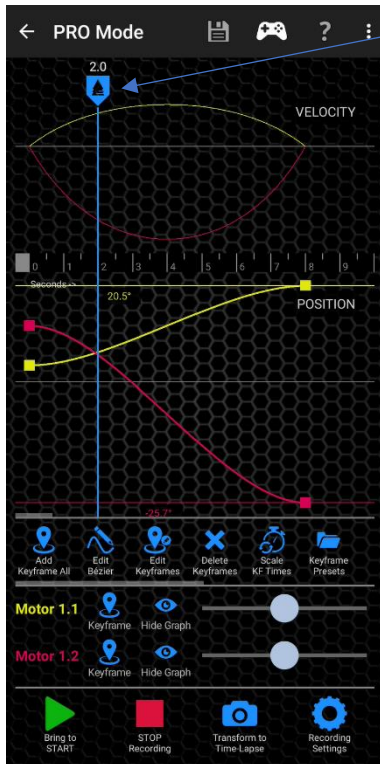 PRO Mode
?
2.0
VELOCITY
0 1 2 3 4 5 6 7 8 9
Seconds ->
20.5°
POSITION
-25.7°
Add
Keyframe All
Edit
Bézier
Edit
Keyframes
Delete
Keyframes
Scale
KF Times
Keyframe
Presets
Motor 1.1
Keyframe
Hide Graph
Motor 1.2
Keyframe
Hide Graph
Bring to
START
STOP
Recording
Transform to
Time-Lapse
Recording
Settings